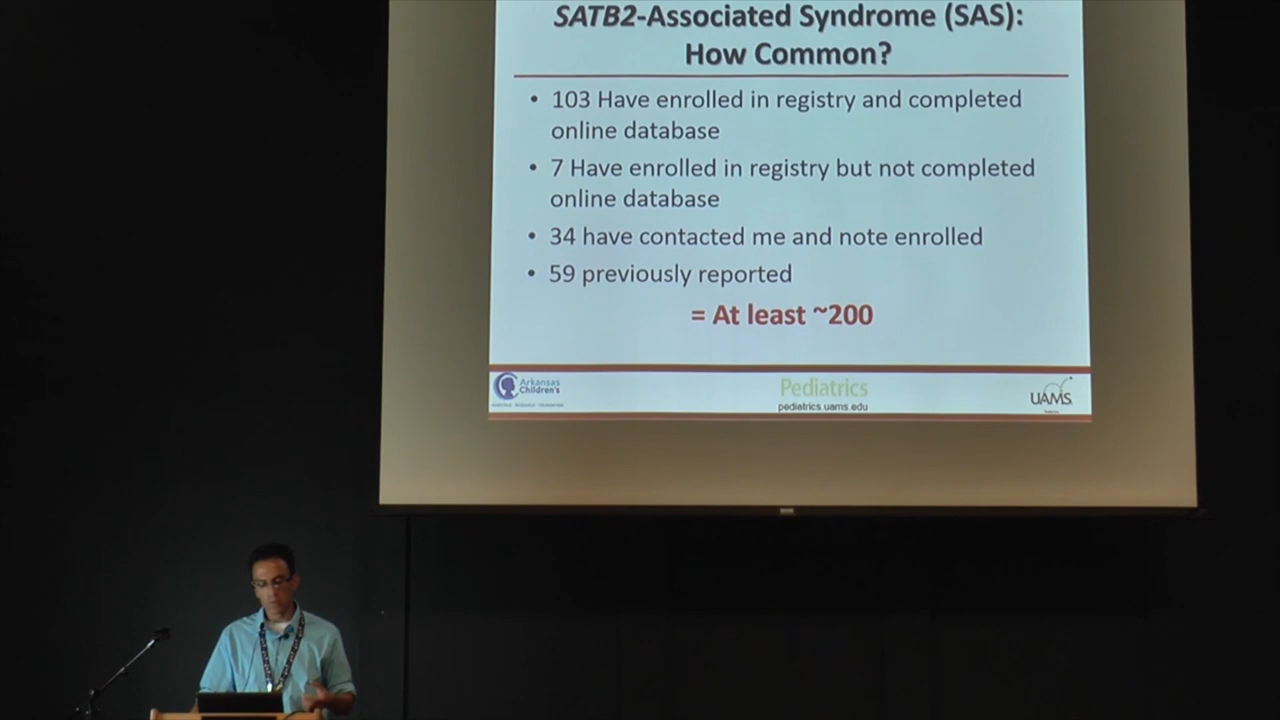 SATB2-Associated Syndrome (SAS):
How Common?
• 103 Have enrolled in registry and completed
online database
• 7 Have enrolled in registry but not completed
online database
• 34 have contacted me and note enrolled
• 59 previously reported
= At least ~200
Arkansas
Children's
Pediatrics
pediatrics.uams.edu
UAMS